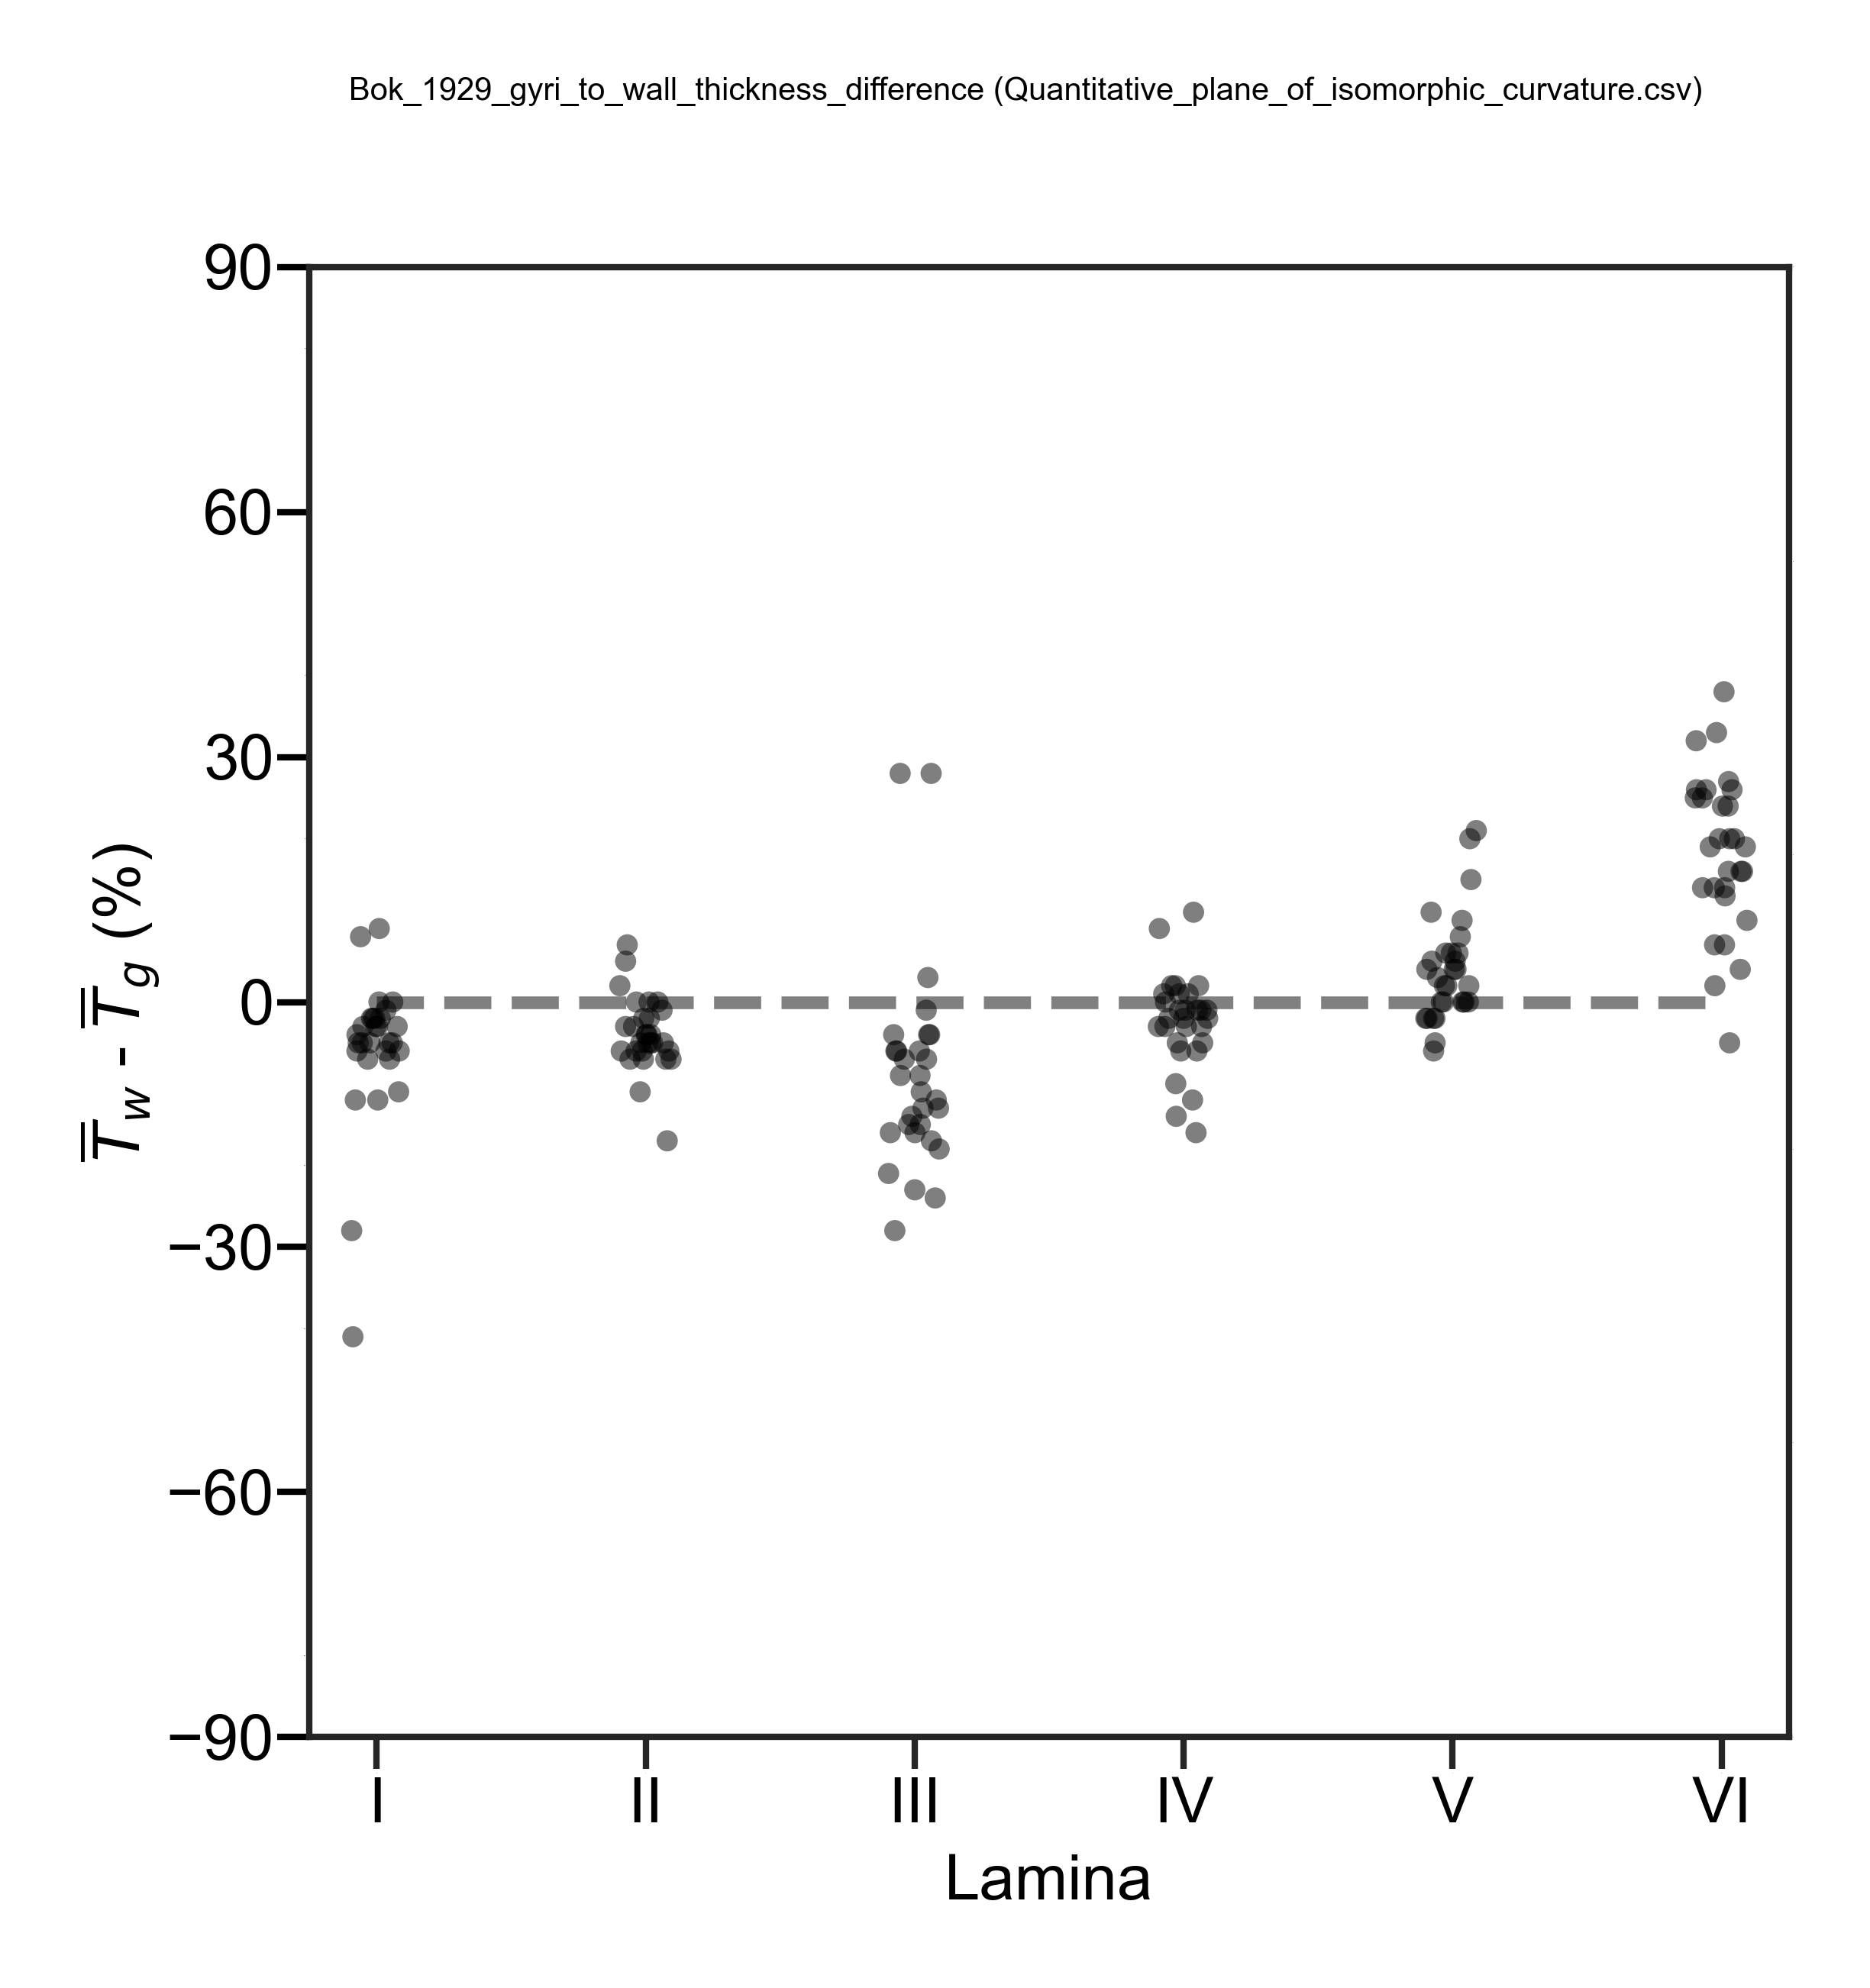 Bok_1929_gyri_to_wall_thickness_difference (Quantitative_plane_of_isomorphic_curvature.csv)
90
60
30
0
−30
−60
−90
T̿w - T̿g (%)
I II III IV V VI
Lamina